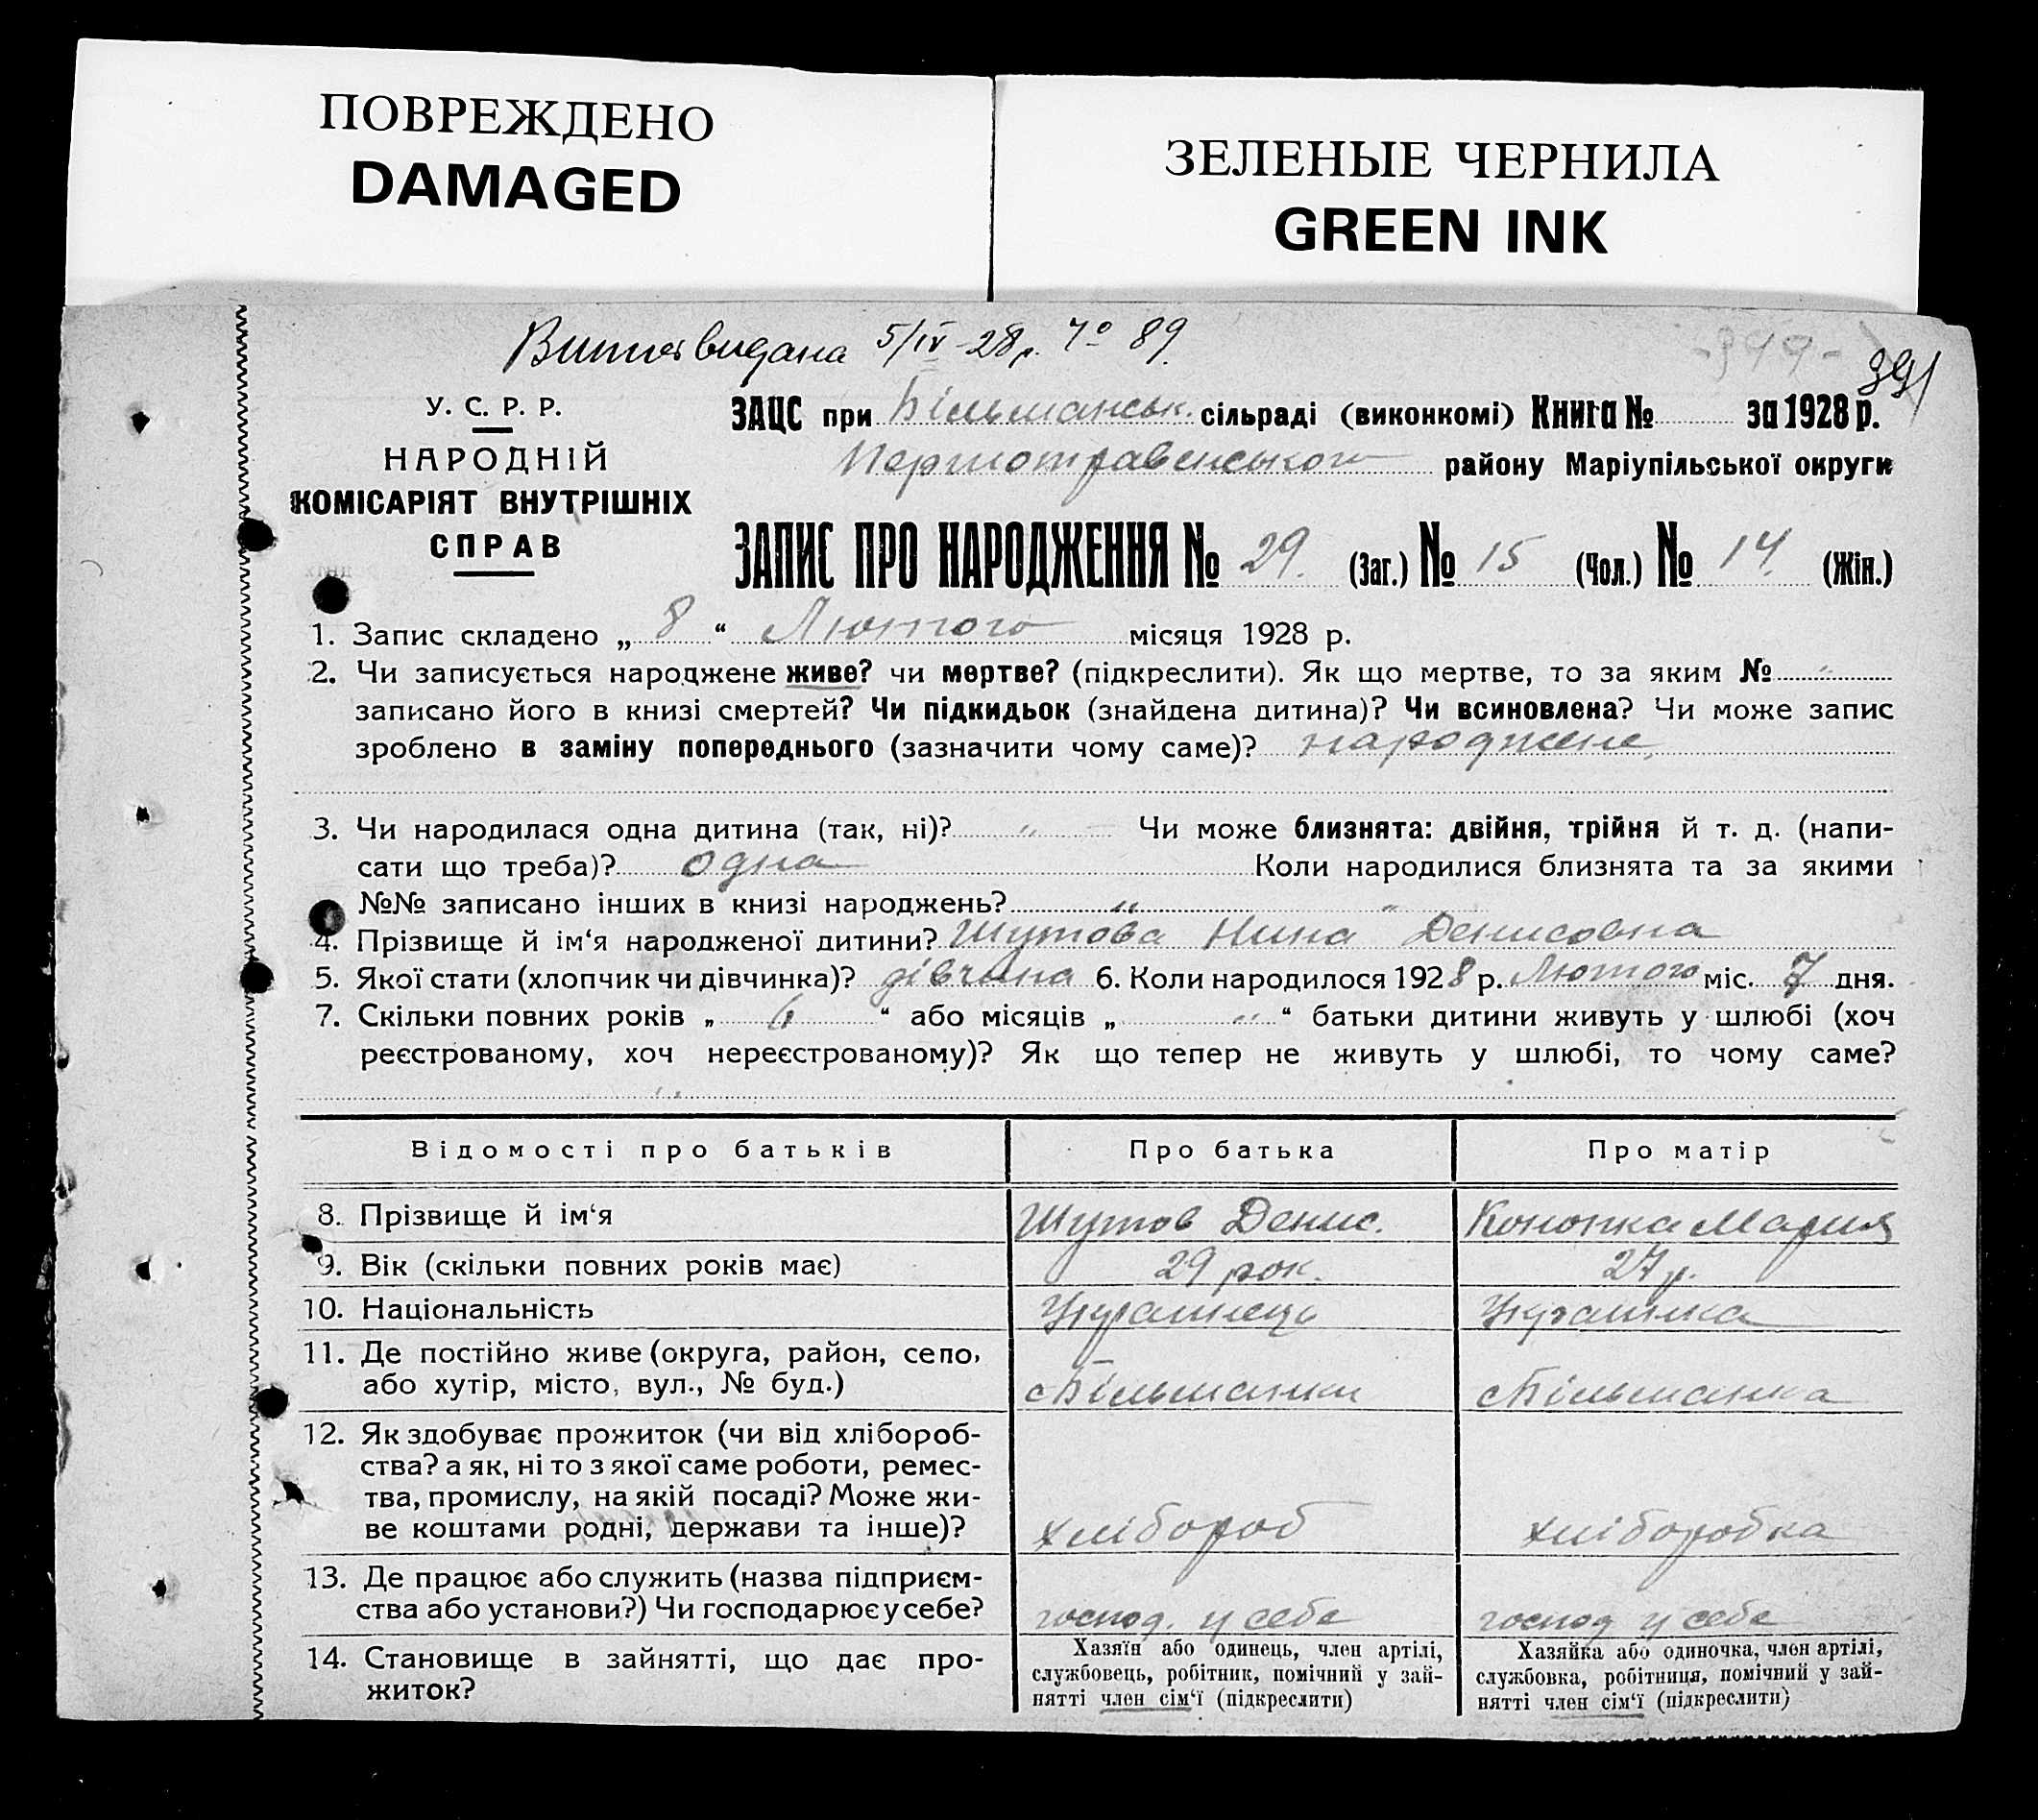 ПОВРЕЖДЕНО
DAMAGED
ЗЕЛЕНЫЕ ЧЕРНИЛА
GREEN INK
видана 5/IV-28 р. № 89.
391
У. С. Р. Р.
НАРОДНІЙ
КОМІСАРІЯТ ВНУТРІШНІХ
СПРАВ
ЗАЦС при Більманськ. сільраді (виконкомі) Книга № за 1928 р.
Першотравенського району Маріупільської округи
ЗАПИС ПРО НАРОДЖЕННЯ № 29. (Заг.) № 15 (Чол.) № 14. (Жін.)
1. Запис складено „ 8 “ Лютого місяця 1928 р.
2. Чи записується народжене живе? чи мертве? (підкреслити). Як що мертве, то за яким № "
записано його в книзі смертей? Чи підкидьок (знайдена дитина)? Чи всиновлена? Чи може запис
зроблено в заміну попереднього (зазначити чому саме)? народжене,
3. Чи народилася одна дитина (так, ні)? " Чи може близнята: двійня, трійня й т. д. (напи-
сати що треба)? одна Коли народилися близнята та за якими
№№ записано інших в книзі народжень? " "
4. Прізвище й ім‘я народженої дитини? Шутова Нина Денисовна
5. Якої стати (хлопчик чи дівчинка)? дівчина 6. Коли народилося 1928 р. Лютого міс. 7 дня.
7. Скільки повних років „ 6 “ або місяців „ " “ батьки дитини живуть у шлюбі (хоч
реєстрованому, хоч нереєстрованому)? Як що тепер не живуть у шлюбі, то чому саме?
"
Відомості про батьків Про батька Про матір
8. Прізвище й ім‘я Шутов Денис. Кононка Мария
9. Вік (скільки повних років має) 29 рок. 27 р.
10. Національність Украинець Украинка
11. Де постійно живе (округа, район, село,
або хутір, місто, вул., № буд.) с Більманки с Більманка
12. Як здобуває прожиток (чи від хлібороб-
ства? а як, ні то з якої саме роботи, ремес-
тва, промислу, на якій посаді? Може жи-
ве коштами родні, держави та інше)? хлібороб хліборобка
13. Де працює або служить (назва підприєм-
ства або установи?) Чи господарює у себе? господ. у себе господ у себе
14. Становище в зайнятті, що дає про-
житок?
Хазяїн або одинець, член артілі,
службовець, робітник, помічний у зай-
нятті член сім‘ї (підкреслити)
Хазяйка або одиночка, член артілі,
службовка, робітниця, помічний у зай-
нятті член сім‘ї (підкреслити)